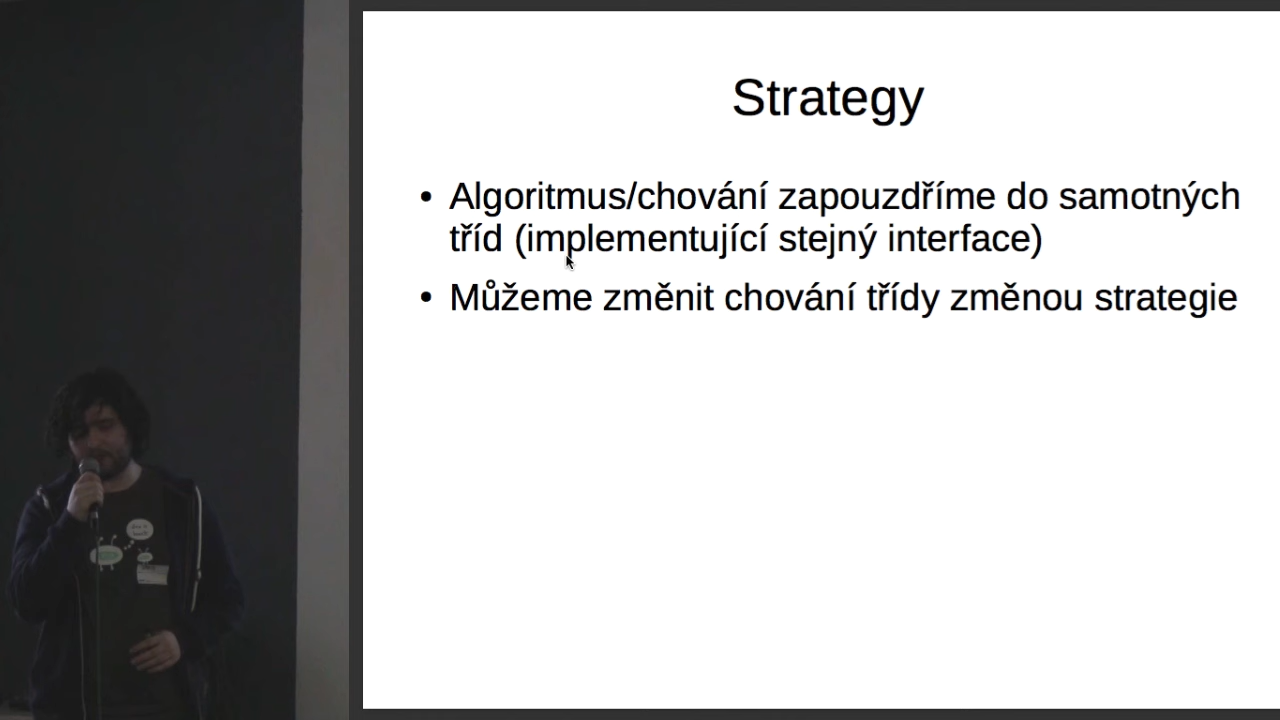 Strategy
• Algoritmus/chování zapouzdříme do samotných
tříd (implementující stejný interface)
• Můžeme změnit chování třídy změnou strategie